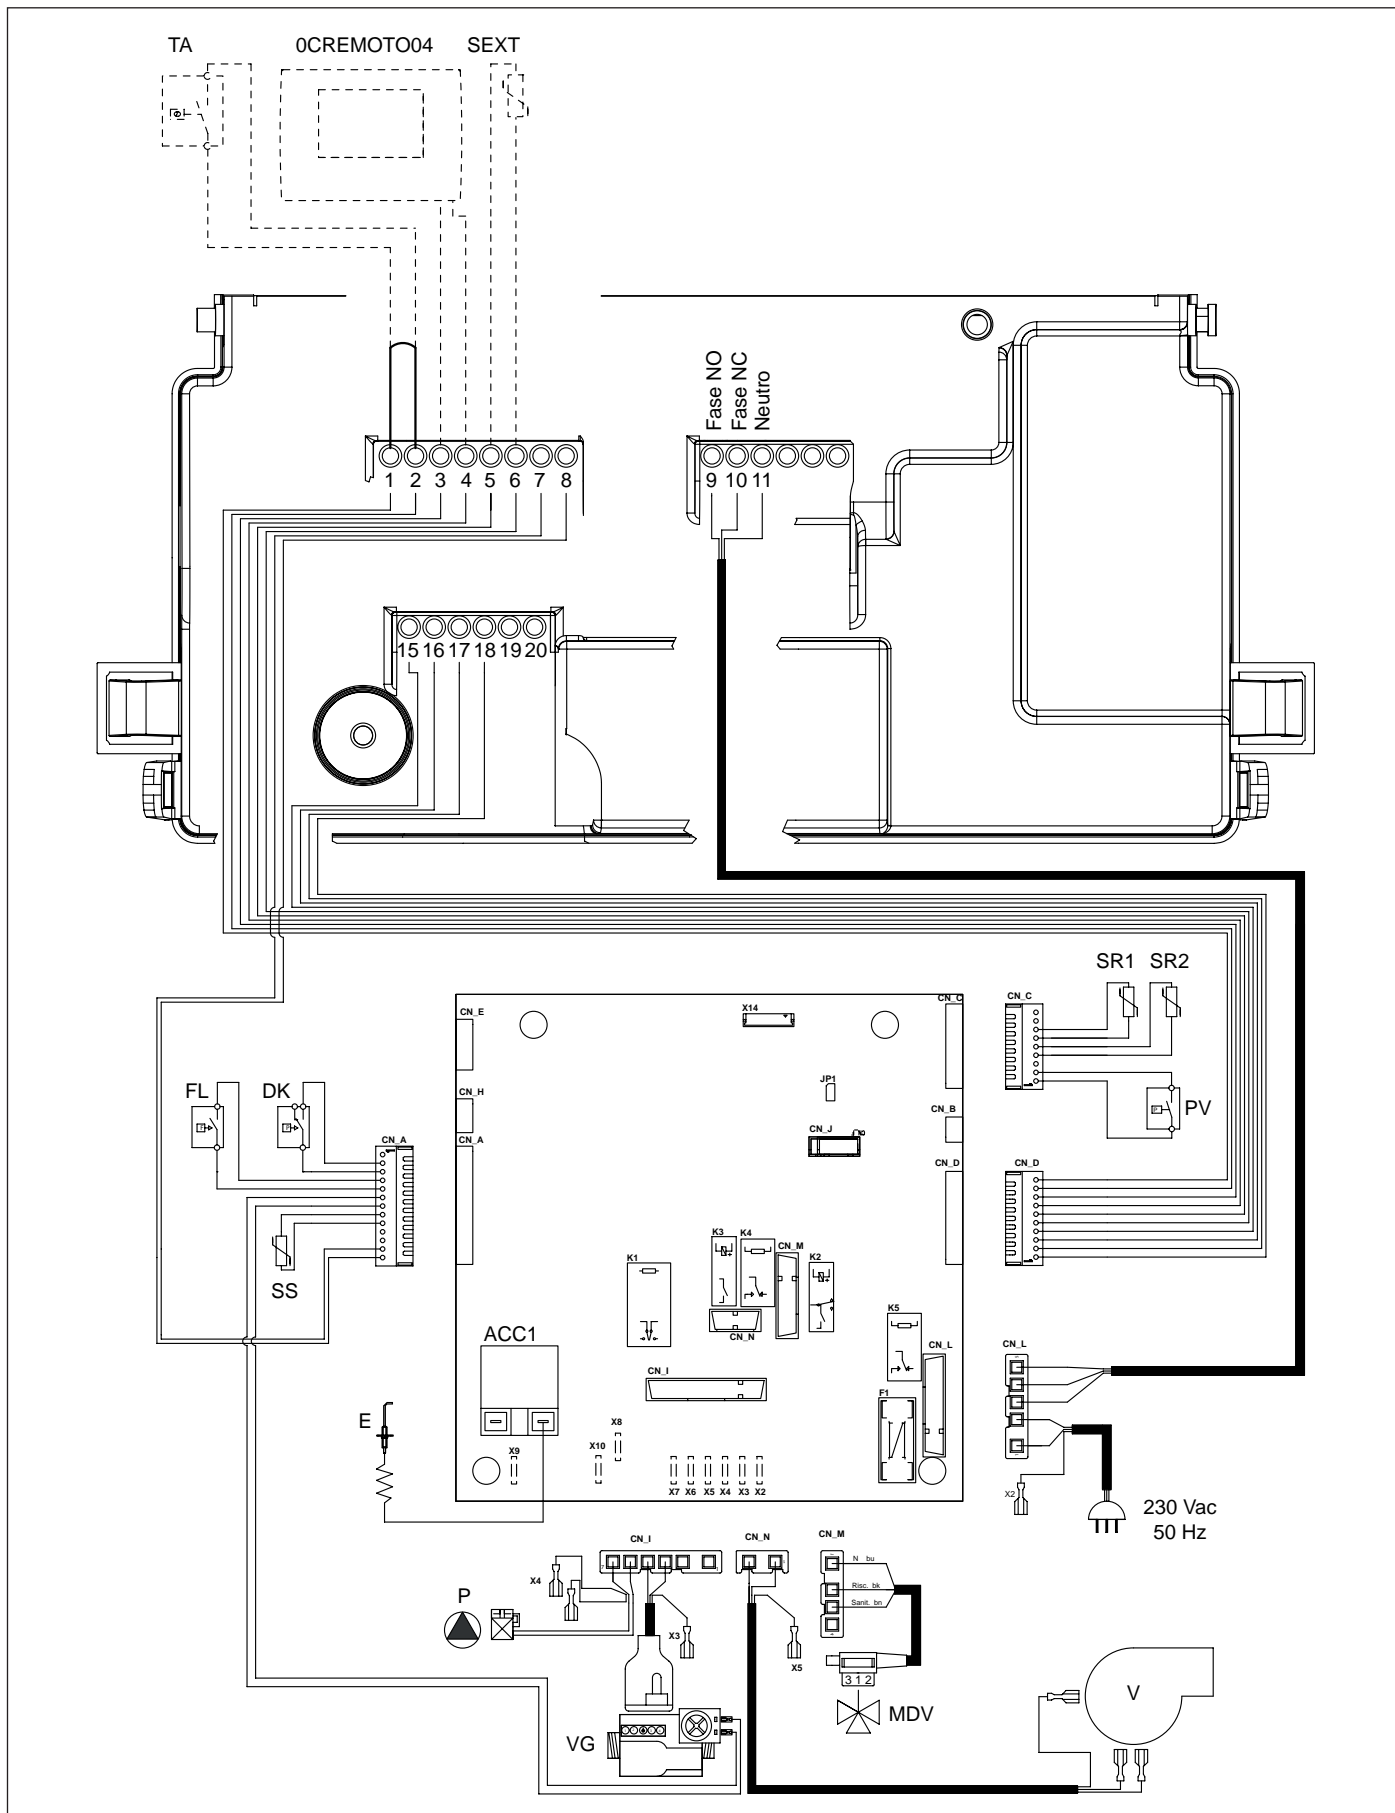 TA 0CREMOTO04 SEXT
Fase NO
Fase NC
Neutro
1 2 3 4 5 6 7 8
9 10 11
15 16 17 18 19 20
SR1 SR2
CN_E
X14
CN_C
CN_C
JP1
FL DK
CN_H
CN_B
PV
CN_A
CN_A
CN_J
CN_D
CN_D
SS
K3 K4
CN_M
K1
K2
CN_N
K5
ACC1
CN_L
CN_L
CN_I
F1
E
X8
X9
X10
X7 X6 X5 X4 X3 X2
X2
230 Vac
50 Hz
CN_I
CN_N
CN_M
N bu
Risc. bk
Sanit. bn
X4
P
X3
X5
3 1 2
MDV
V
VG